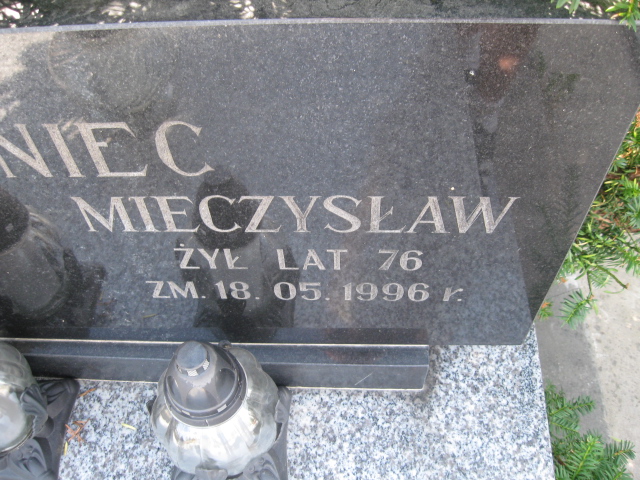 NIEC
MIECZYSŁAW
ŻYŁ LAT 76
ZM. 18. 05. 1996 r.